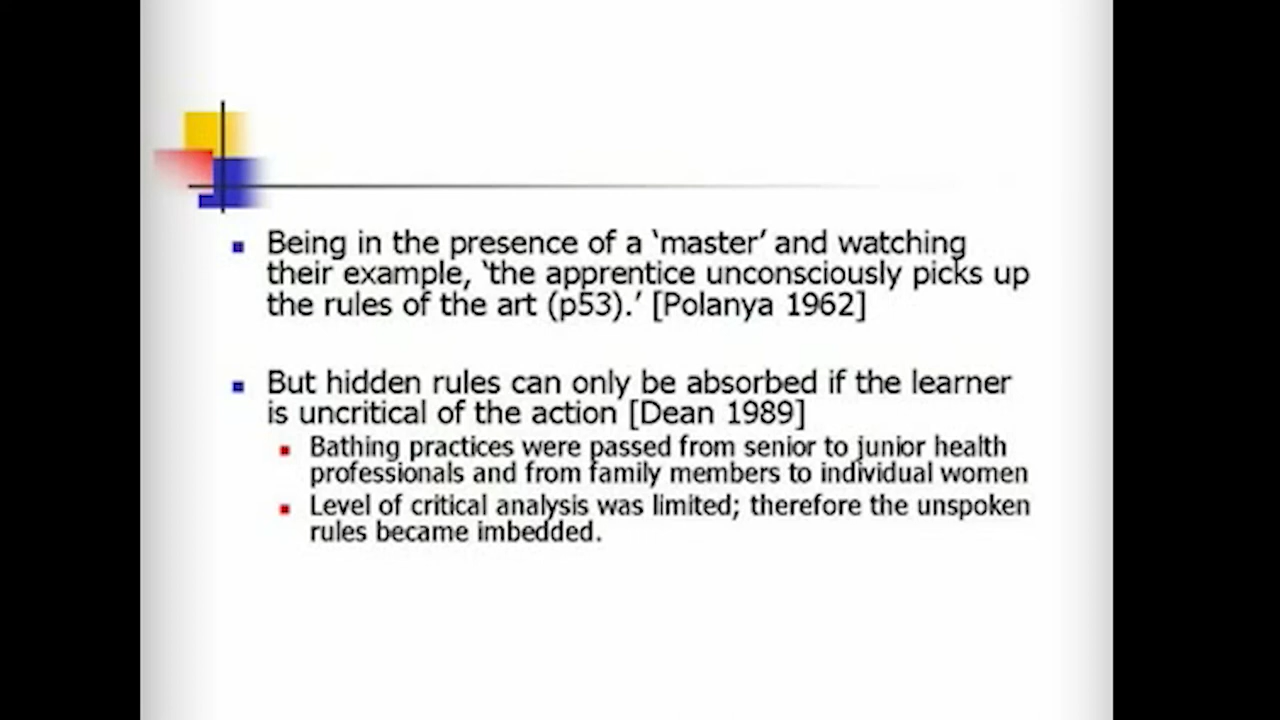 Being in the presence of a ‘master’ and watching
their example, ‘the apprentice unconsciously picks up
the rules of the art (p53).’ [Polanya 1962]
But hidden rules can only be absorbed if the learner
is uncritical of the action [Dean 1989]
Bathing practices were passed from senior to junior health
professionals and from family members to individual women
Level of critical analysis was limited; therefore the unspoken
rules became imbedded.